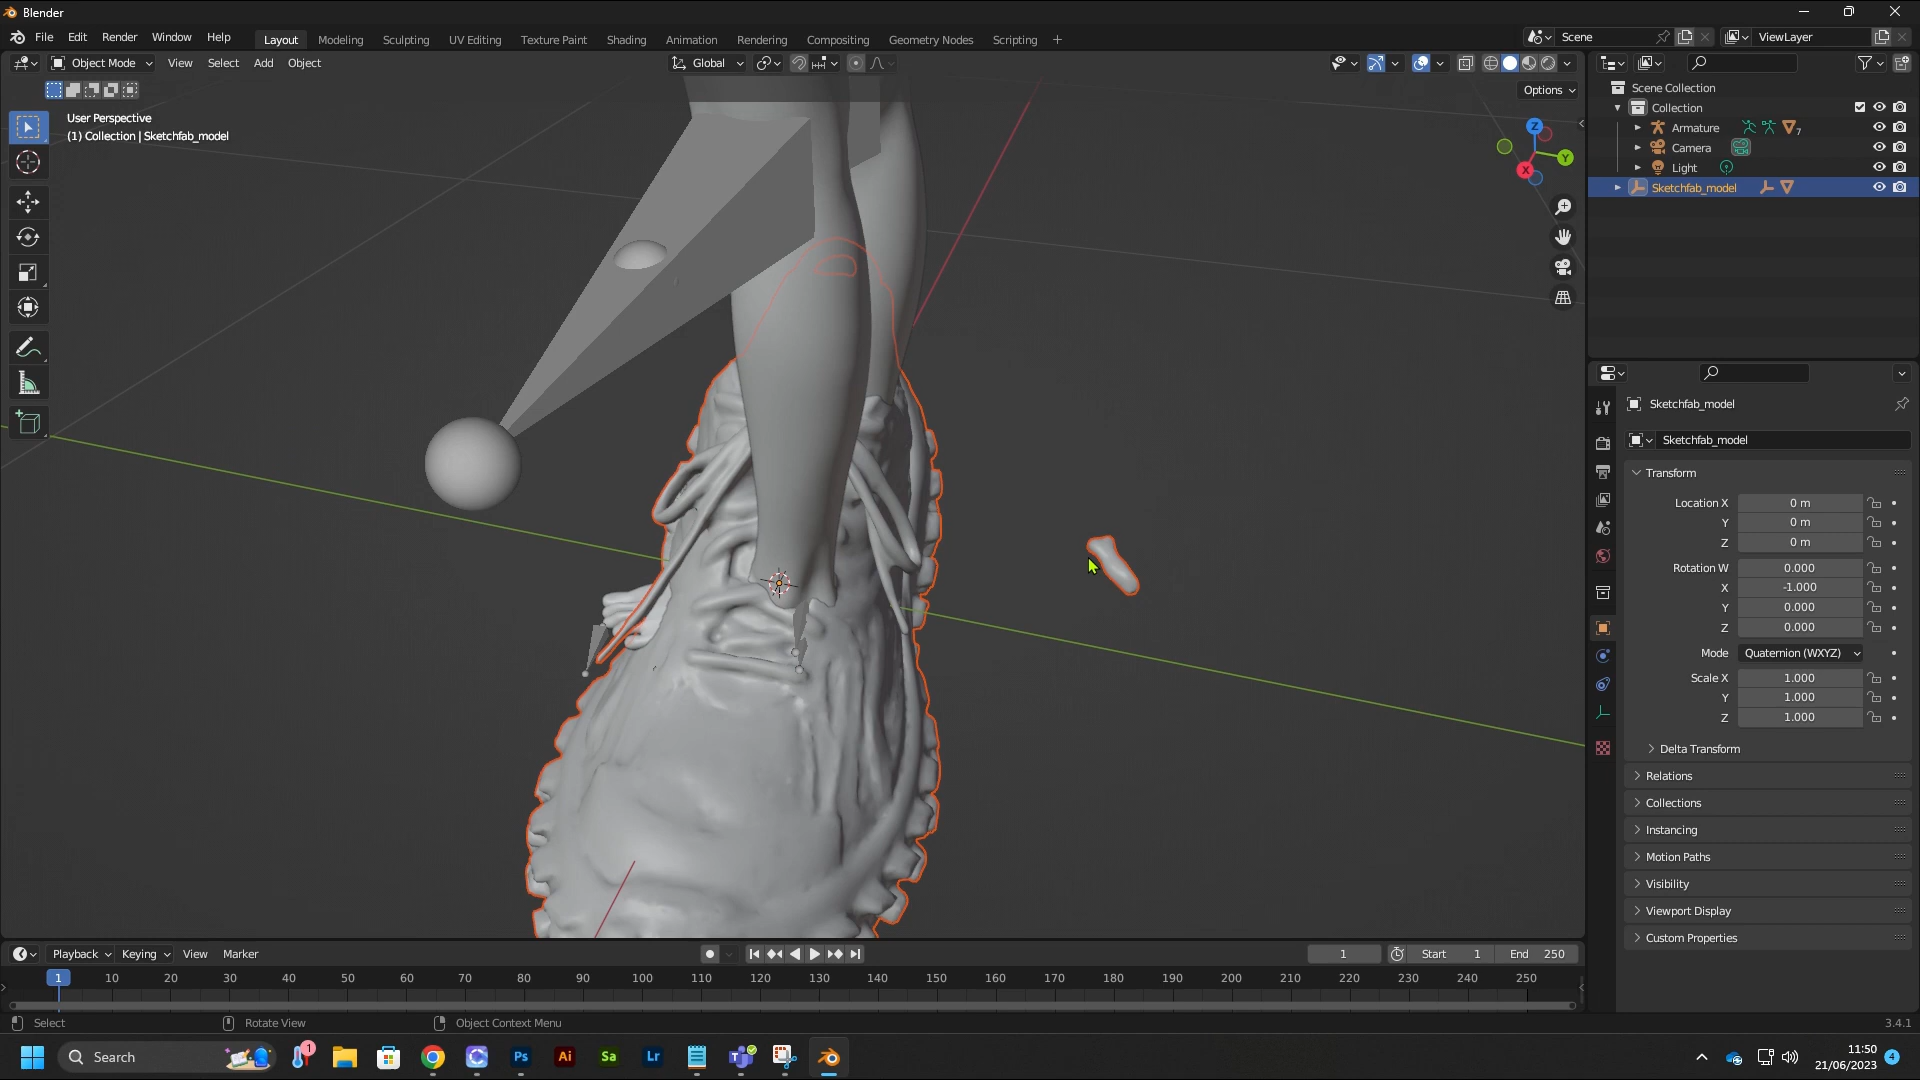 Blender
File Edit Render Window Help Layout Modeling Sculpting UV Editing Texture Paint Shading Animation Rendering Compositing Geometry Nodes Scripting + Scene ViewLayer
Object Mode View Select Add Object Global
Options
User Perspective
(1) Collection | Sketchfab_model
Z
Y
X
Scene Collection
Collection
Armature 7
Camera
Light
Sketchfab_model
Sketchfab_model
Sketchfab_model
Transform
Location X 0 m
Y 0 m
Z 0 m
Rotation W 0.000
X -1.000
Y 0.000
Z 0.000
Mode Quaternion (WXYZ)
Scale X 1.000
Y 1.000
Z 1.000
Delta Transform
Relations
Collections
Instancing
Motion Paths
Visibility
Viewport Display
Custom Properties
Playback Keying View Marker 1 Start 1 End 250
1 10 20 30 40 50 60 70 80 90 100 110 120 130 140 150 160 170 180 190 200 210 220 230 240 250
Select Rotate View Object Context Menu 3.4.1
Search 1 Ps Ai Sa Lr T 11:50 4
21/06/2023